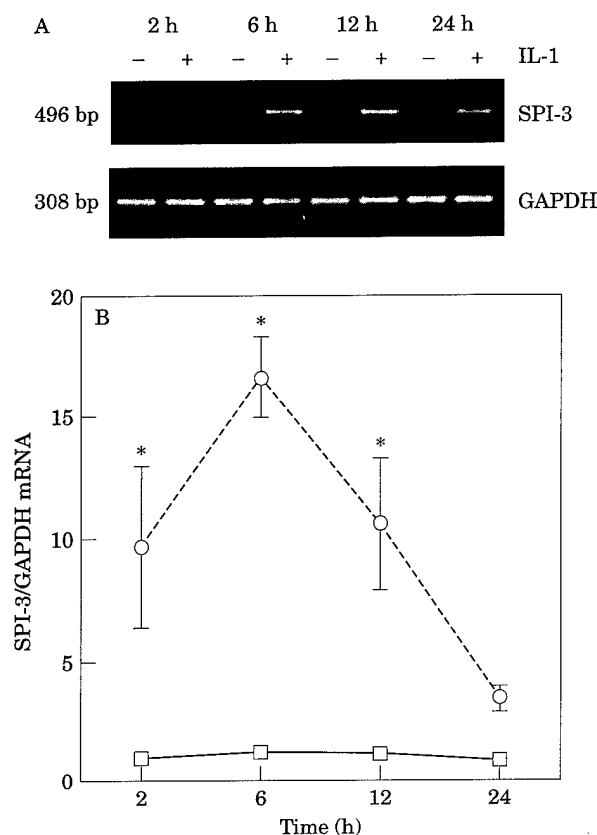 A
2 h 6 h 12 h 24 h
− + − + − + − + IL-1
496 bp SPI-3
308 bp GAPDH
B
20
15
10
5
0
* * *
SPI-3/GAPDH mRNA
2 6 12 24
Time (h)